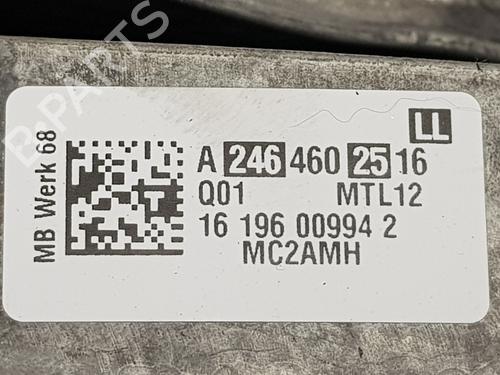 LL
MB Werk 68
A 246 460 25 16
Q01 MTL12
16 196 00994 2
MC2AMH
B-PARTS